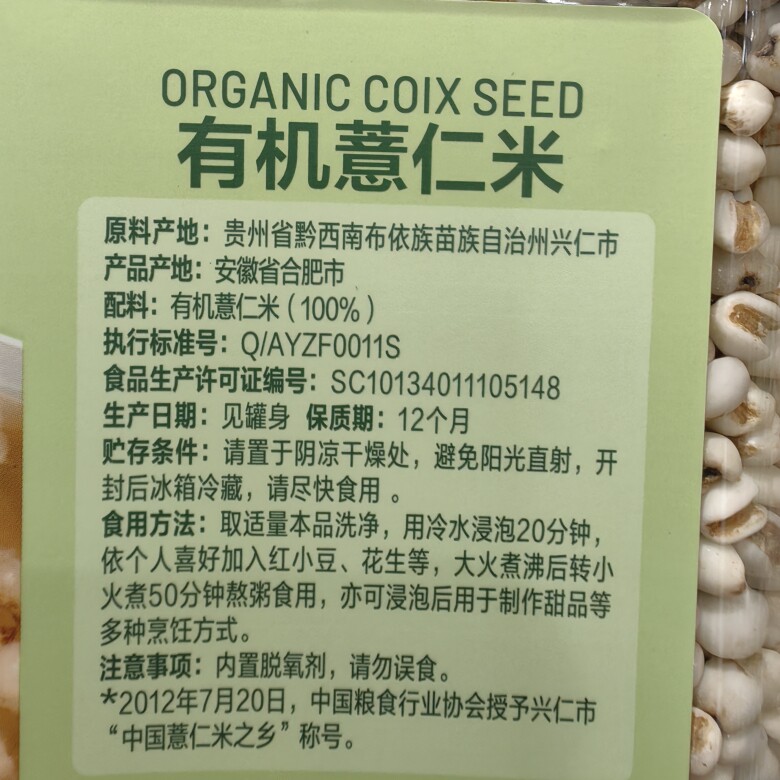 ORGANIC COIX SEED
有机薏仁米
原料产地：贵州省黔西南布依族苗族自治州兴仁市
产品产地：安徽省合肥市
配料：有机薏仁米（100%）
执行标准号：Q/AYZF0011S
食品生产许可证编号：SC10134011105148
生产日期：见罐身 保质期：12个月
贮存条件：请置于阴凉干燥处，避免阳光直射，开
封后冰箱冷藏，请尽快食用 。
食用方法：取适量本品洗净，用冷水浸泡20分钟，
依个人喜好加入红小豆、花生等，大火煮沸后转小
火煮50分钟熬粥食用，亦可浸泡后用于制作甜品等
多种烹饪方式。
注意事项：内置脱氧剂，请勿误食。
*2012年7月20日，中国粮食行业协会授予兴仁市
“中国薏仁米之乡”称号。